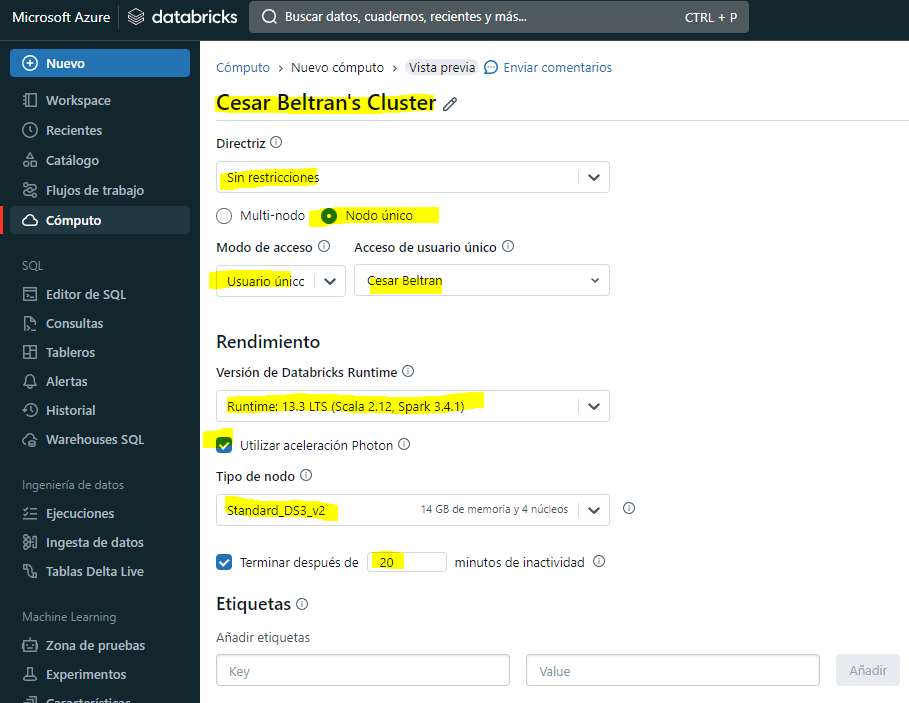 Microsoft Azure
databricks
Buscar datos, cuadernos, recientes y más...
CTRL + P
Nuevo
Workspace
Recientes
Catálogo
Flujos de trabajo
Cómputo
SQL
Editor de SQL
Consultas
Tableros
Alertas
Historial
Warehouses SQL
Ingeniería de datos
Ejecuciones
Ingesta de datos
Tablas Delta Live
Machine Learning
Zona de pruebas
Experimentos
Características
Cómputo › Nuevo cómputo › Vista previa Enviar comentarios
Cesar Beltran's Cluster
Directriz
Sin restricciones
Multi-nodo Nodo único
Modo de acceso Acceso de usuario único
Usuario únicc Cesar Beltran
Rendimiento
Versión de Databricks Runtime
Runtime: 13.3 LTS (Scala 2.12, Spark 3.4.1)
Utilizar aceleración Photon
Tipo de nodo
Standard_DS3_v2 14 GB de memoria y 4 núcleos
Terminar después de 20 minutos de inactividad
Etiquetas
Añadir etiquetas
Key Value Añadir